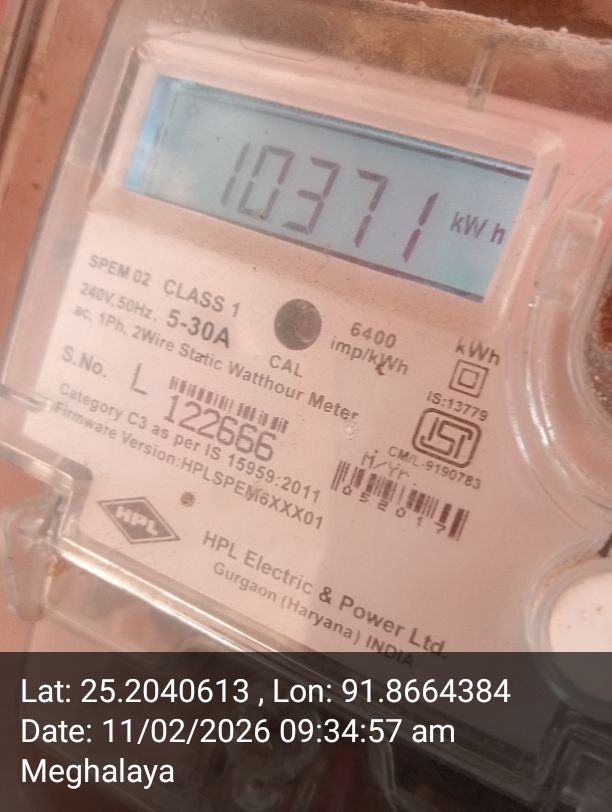 10371 kWh
SPEM 02 CLASS 1
240V, 50Hz, 5-30A
ac, 1Ph, 2Wire Static Watthour Meter
CAL
6400
imp/kWh
kWh
IS:13779
S.No. L 122666
CM/L-9190783
Category C3 as per IS 15959:2011
Firmware Version:HPLSPEM6XXX01
M/Yr.
052017
HPL
HPL Electric & Power Ltd.
Gurgaon (Haryana) INDIA
Lat: 25.2040613 , Lon: 91.8664384
Date: 11/02/2026 09:34:57 am
Meghalaya